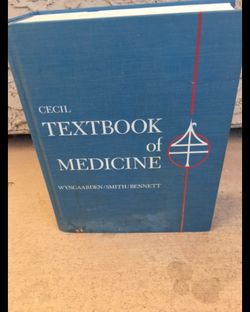 CECIL
TEXTBOOK
of
MEDICINE
WYNGAARDEN/SMITH/BENNETT